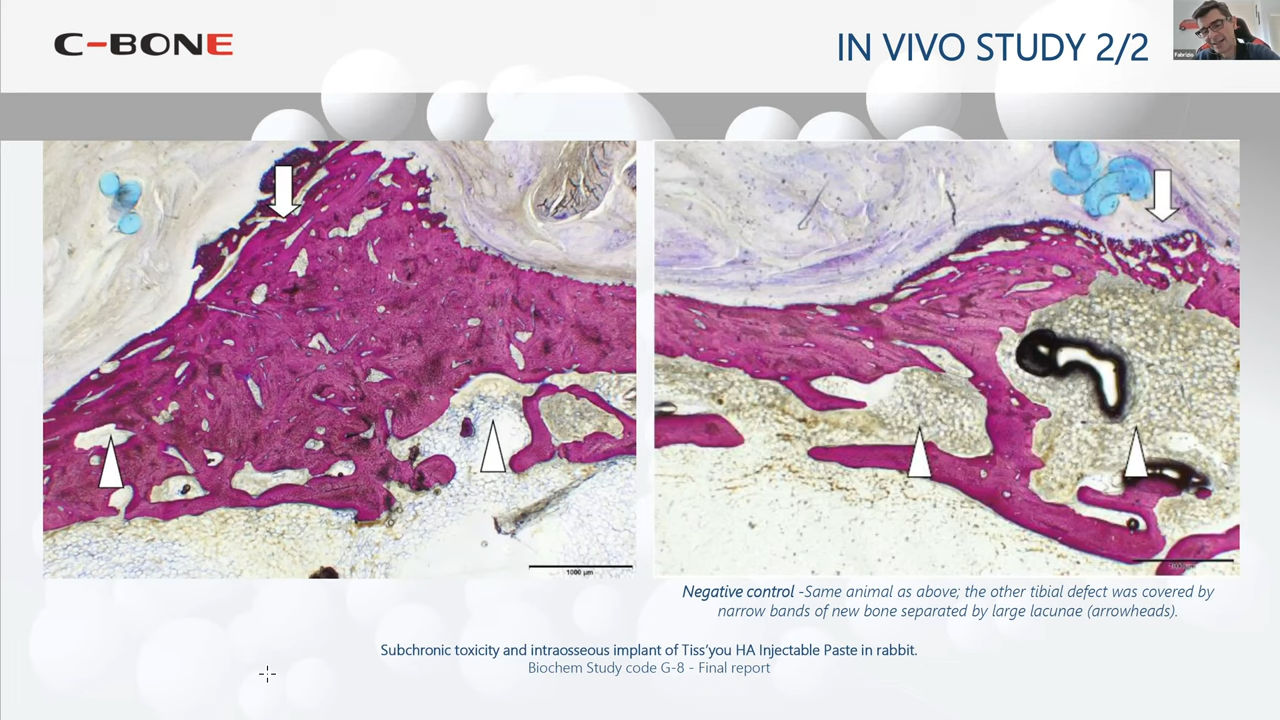 C-BONE
IN VIVO STUDY 2/2
Fabrizio
1000 µm
Negative control -Same animal as above; the other tibial defect was covered by
narrow bands of new bone separated by large lacunae (arrowheads).
Subchronic toxicity and intraosseous implant of Tiss'you HA Injectable Paste in rabbit.
Biochem Study code G-8 - Final report